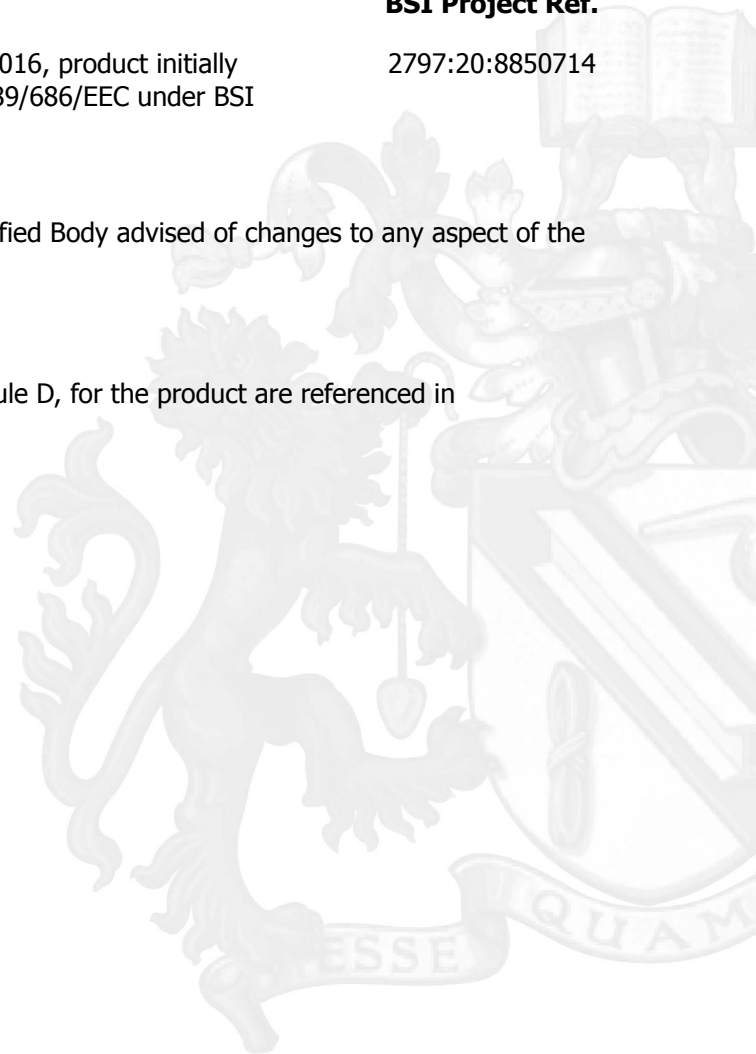 BSI Project Ref.
016, product initially 2797:20:8850714
39/686/EEC under BSI
fied Body advised of changes to any aspect of the
ule D, for the product are referenced in
ESSE QUAM